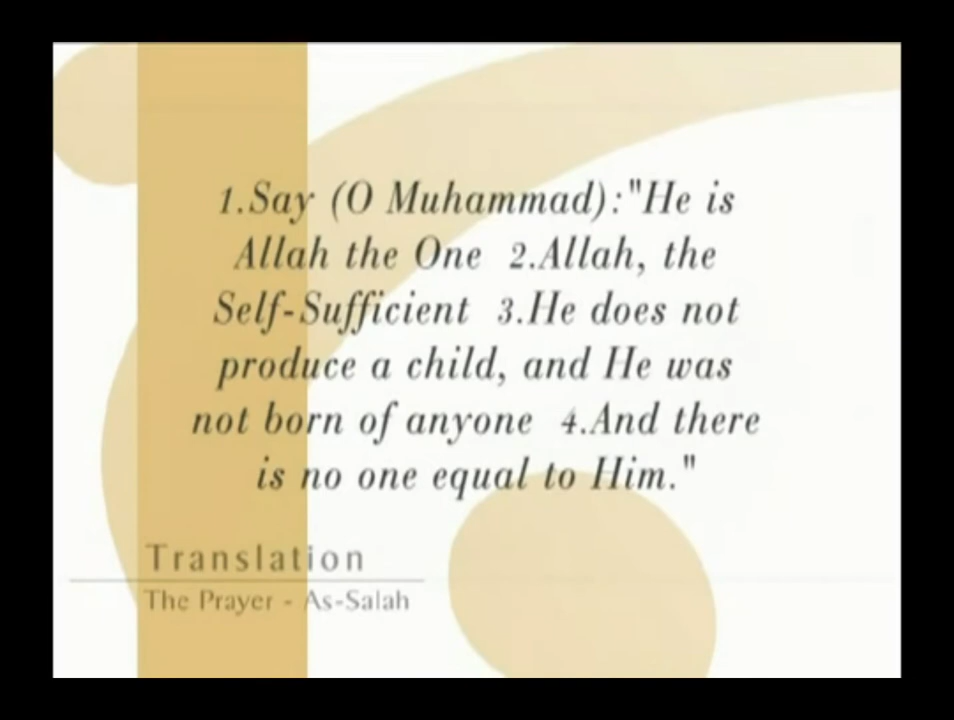 1.Say (O Muhammad):"He is
Allah the One 2.Allah, the
Self-Sufficient 3.He does not
produce a child, and He was
not born of anyone 4.And there
is no one equal to Him."
Translation
The Prayer - As-Salah